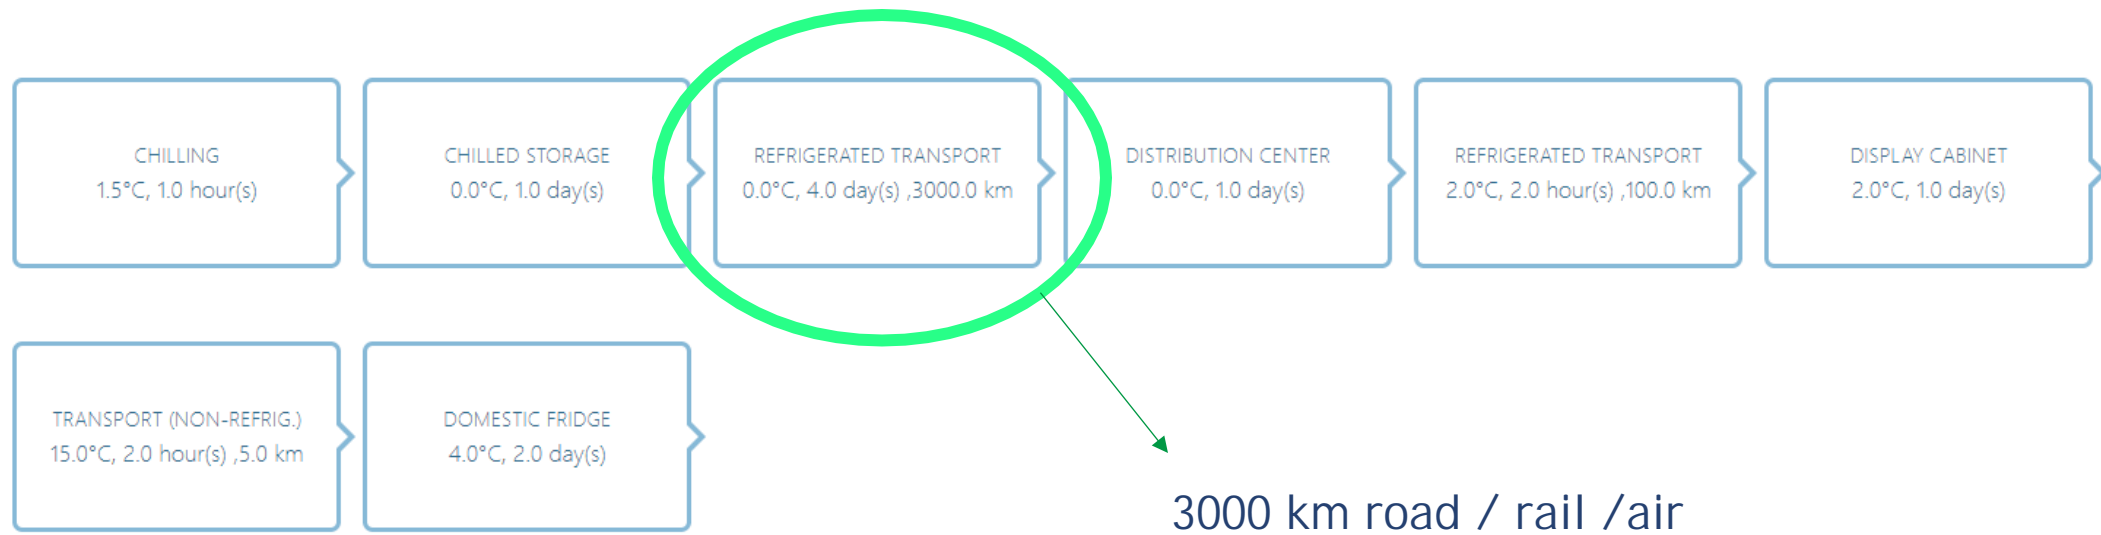 CHILLING
1.5°C, 1.0 hour(s)
CHILLED STORAGE
0.0°C, 1.0 day(s)
REFRIGERATED TRANSPORT
0.0°C, 4.0 day(s) ,3000.0 km
DISTRIBUTION CENTER
0.0°C, 1.0 day(s)
REFRIGERATED TRANSPORT
2.0°C, 2.0 hour(s) ,100.0 km
DISPLAY CABINET
2.0°C, 1.0 day(s)
TRANSPORT (NON-REFRIG.)
15.0°C, 2.0 hour(s) ,5.0 km
DOMESTIC FRIDGE
4.0°C, 2.0 day(s)
3000 km road / rail /air